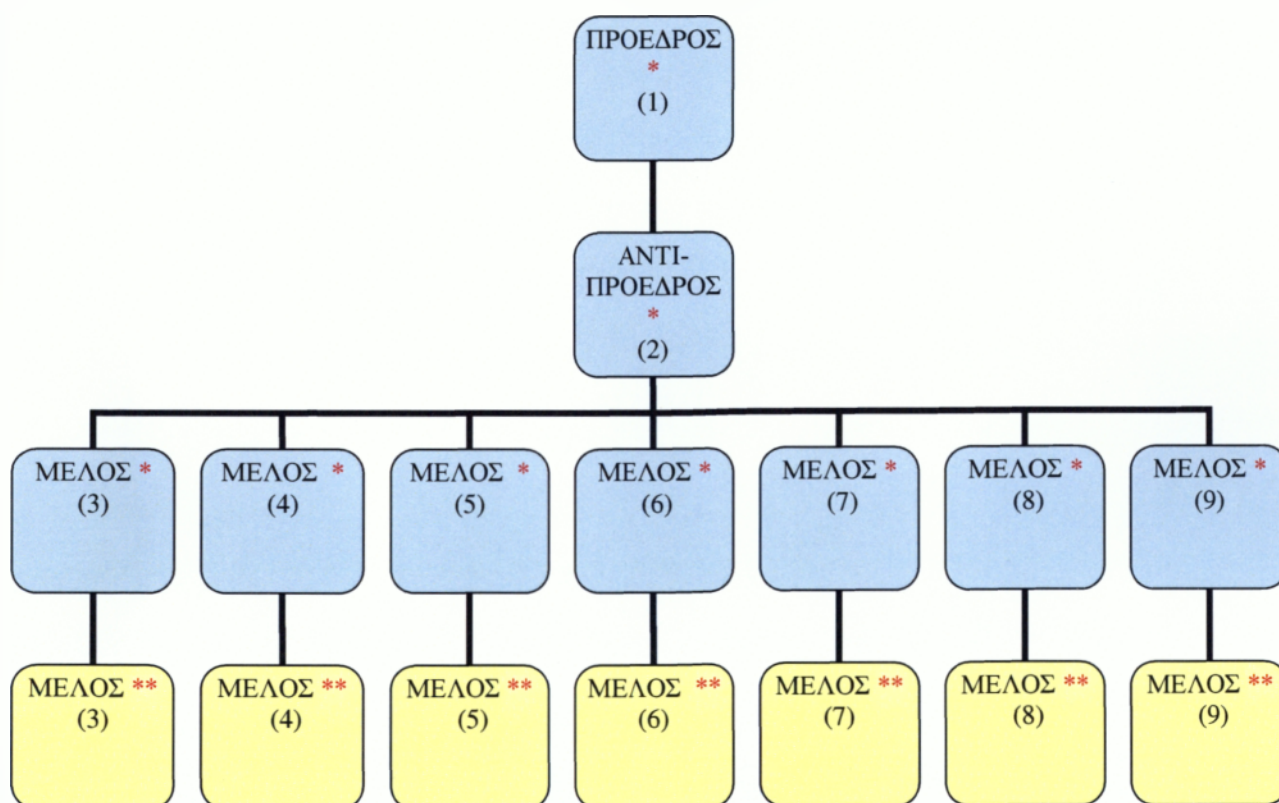 ΠΡΟΕΔΡΟΣ
*
(1)
ΑΝΤΙ-
ΠΡΟΕΔΡΟΣ
*
(2)
ΜΕΛΟΣ * ΜΕΛΟΣ * ΜΕΛΟΣ * ΜΕΛΟΣ * ΜΕΛΟΣ * ΜΕΛΟΣ * ΜΕΛΟΣ *
(3) (4) (5) (6) (7) (8) (9)
ΜΕΛΟΣ ** ΜΕΛΟΣ ** ΜΕΛΟΣ ** ΜΕΛΟΣ ** ΜΕΛΟΣ ** ΜΕΛΟΣ ** ΜΕΛΟΣ **
(3) (4) (5) (6) (7) (8) (9)